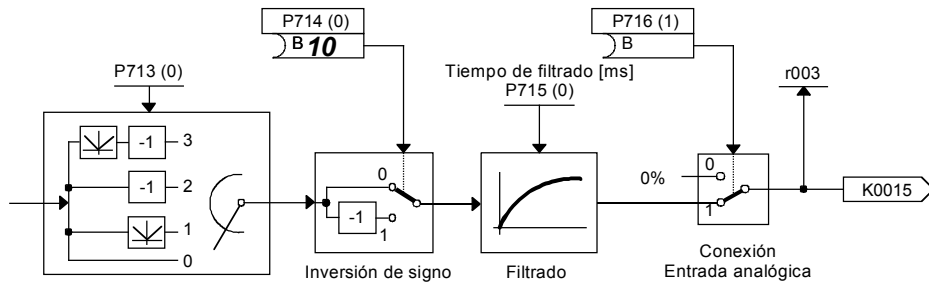 P714 (0)
B 10
P716 (1)
B
P713 (0)
Tiempo de filtrado [ms]
P715 (0)
r003
-1 3
-1 2
1
0
0
-1
1
0%
0
1
K0015
Inversión de signo
Filtrado
Conexión
Entrada analógica